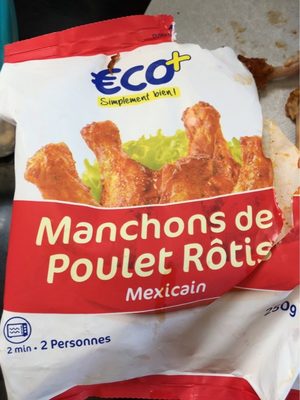 €co+
Simplement bien!
Manchons de
Poulet Rôtis
Mexicain
250g
2 min • 2 Personnes